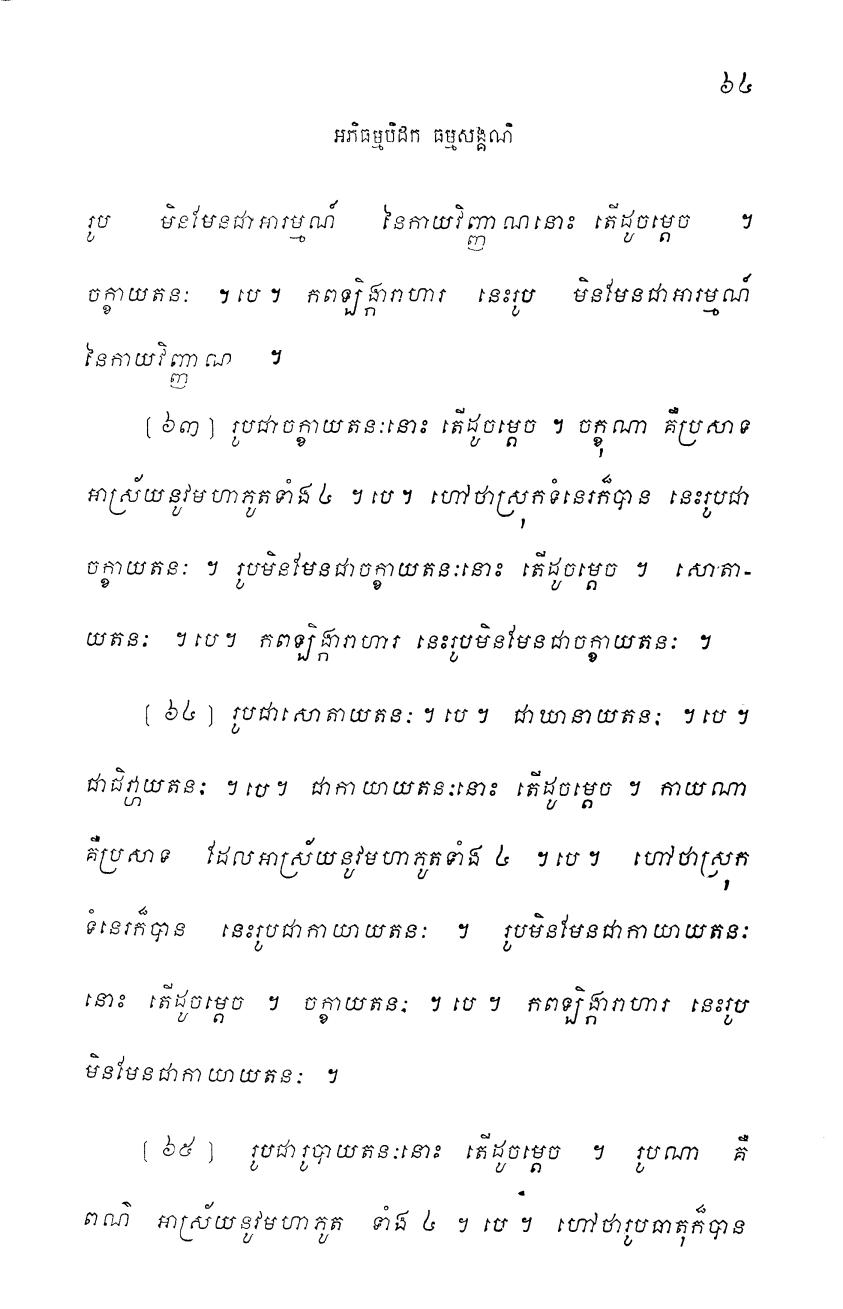 ៦៤
អភិធម្មបិដក ធម្មសង្គណិ
រូប មិនមែនជាអារម្មណ៍ នៃកាយវិញ្ញាណនោះ តើដូចម្តេច ។
ចក្ខាយតនៈ ។បេ។ កពឡិង្ការាហារ នេះរូប មិនមែនជាអារម្មណ៍
នៃកាយវិញ្ញាណ ។
[ ៦៣ ] រូបជាចក្ខាយតនៈនោះ តើដូចម្តេច ។ ចក្ខុណា គឺប្រសាទ
អាស្រ័យនូវមហាភូតទាំង៤ ។បេ។ ហៅថាស្រុកទំនេរក៏បាន នេះរូបជា
ចក្ខាយតនៈ ។ រូបមិនមែនជាចក្ខាយតនៈនោះ តើដូចម្តេច ។ សោតា-
យតនៈ ។បេ។ កពឡិង្ការាហារ នេះរូបមិនមែនជាចក្ខាយតនៈ ។
[ ៦៤ ] រូបជាសោតាយតនៈ ។បេ។ ជាឃានាយតនៈ ។បេ។
ជាជិវ្ហាយតនៈ ។បេ។ ជាកាយាយតនៈនោះ តើដូចម្តេច ។ កាយណា
គឺប្រសាទ ដែលអាស្រ័យនូវមហាភូតទាំង ៤ ។បេ។ ហៅថាស្រុក
ទំនេរក៏បាន នេះរូបជាកាយាយតនៈ ។ រូបមិនមែនជាកាយាយតនៈ
នោះ តើដូចម្តេច ។ ចក្ខាយតនៈ ។បេ។ កពឡិង្ការាហារ នេះរូប
មិនមែនជាកាយាយតនៈ ។
[ ៦៥ ] រូបជារូបាយតនៈនោះ តើដូចម្តេច ។ រូបណា គឺ
ពណ៌ អាស្រ័យនូវមហាភូត ទាំង ៤ ។បេ។ ហៅថារូបធាតុក៏បាន